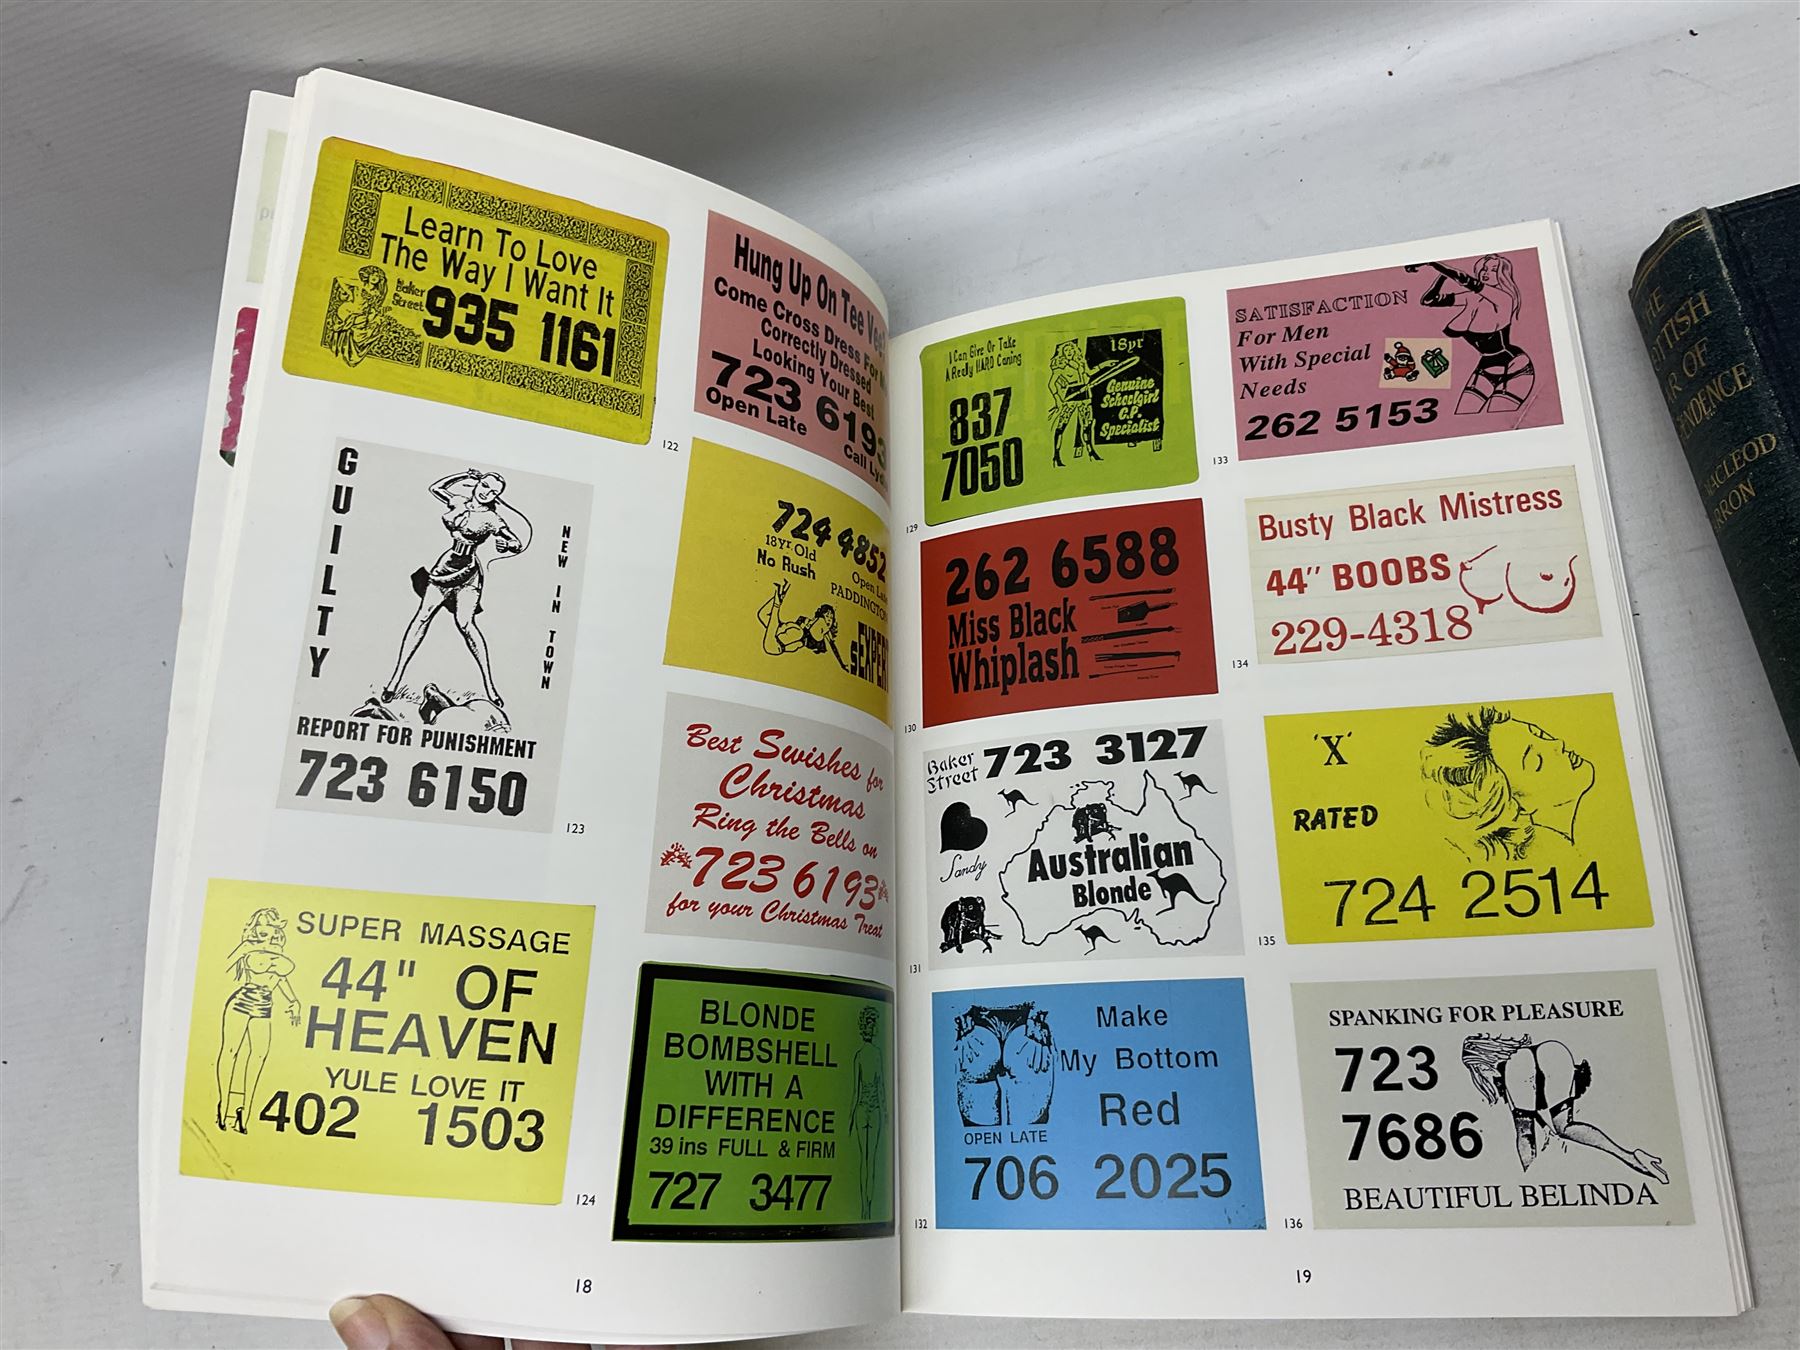 Learn To Love
The Way I Want It
Baker
Street
935 1161
122
Hung Up On Tee
Come Cross Dress For
Correctly Dressed
Looking Your Best
723 6193
Open Late
Call
GUILTY
NEW IN TOWN
REPORT FOR PUNISHMENT
723 6150
123
724 4852
18yr Old
No Rush
Open
PADDINGTON
SEXPERT
Best Swishes for
Christmas
Ring the Bells on
723 6193
for your Christmas Treat
SUPER MASSAGE
44" OF
HEAVEN
YULE LOVE IT
402 1503
124
BLONDE
BOMBSHELL
WITH A
DIFFERENCE
39 ins FULL & FIRM
727 3477
18
I Can Give Or Take
A Really HARD Caning
837
7050
18yr
Genuine
Schoolgirl
C.P.
Specialist
129
SATISFACTION
For Men
With Special
Needs
262 5153
133
262 6588
Miss Black
Whiplash
130
Busty Black Mistress
44" BOOBS
229-4318
134
Baker
Street
723 3127
Sandy
Australian
Blonde
131
'X'
RATED
724 2514
135
Make
My Bottom
Red
OPEN LATE
706 2025
132
SPANKING FOR PLEASURE
723
7686
BEAUTIFUL BELINDA
136
19
THE
SCOTTISH
WAR OF
MACLEOD